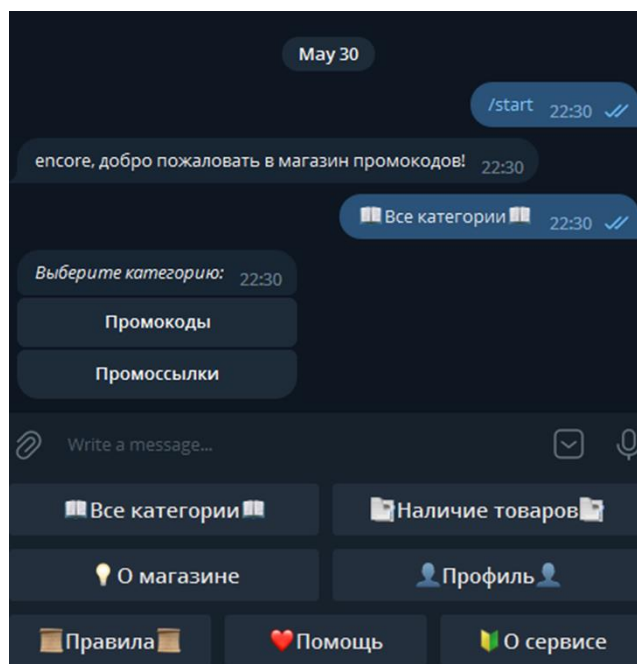 May 30
/start 22:30
encore, добро пожаловать в магазин промокодов! 22:30
📖Все категории📖 22:30
Выберите категорию: 22:30
Промокоды
Промоссылки
Write a message...
📖Все категории📖
📑Наличие товаров📑
💡О магазине
👤Профиль👤
📜Правила📜
❤️Помощь
🔰О сервисе